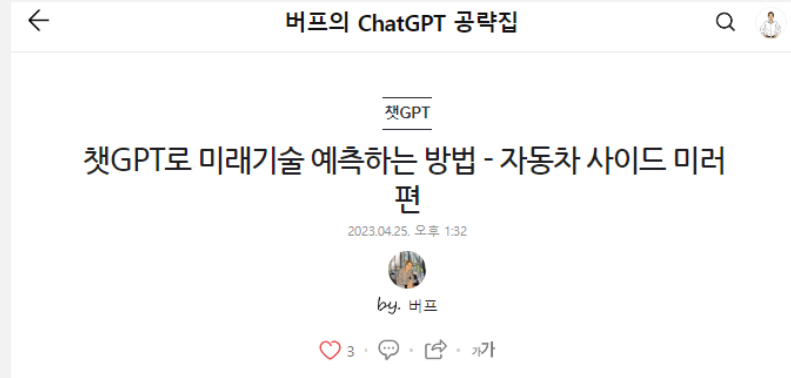 버프의 ChatGPT 공략집
챗GPT
챗GPT로 미래기술 예측하는 방법 - 자동차 사이드 미러
편
2023.04.25. 오후 1:32
by. 버프
3
가가